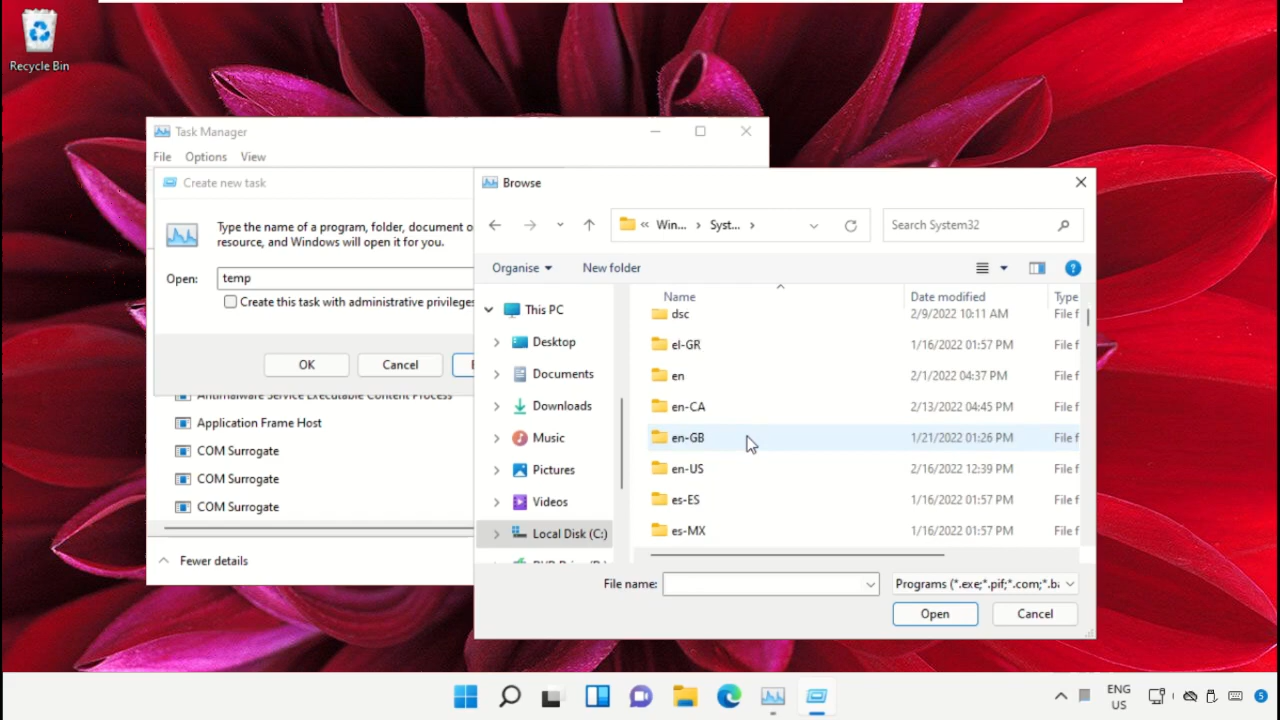 Recycle Bin
Task Manager
File Options View
Create new task
Type the name of a program, folder, document o
resource, and Windows will open it for you.
Open: temp
Create this task with administrative privileges
OK Cancel
Antimalware Service Executable Content Process
Application Frame Host
COM Surrogate
COM Surrogate
COM Surrogate
Fewer details
Browse
« Win... › Syst... ›
Search System32
Organise New folder
Name Date modified Type
This PC
Desktop
Documents
Downloads
Music
Pictures
Videos
Local Disk (C:)
dsc 2/9/2022 10:11 AM File f
el-GR 1/16/2022 01:57 PM File f
en 2/1/2022 04:37 PM File f
en-CA 2/13/2022 04:45 PM File f
en-GB 1/21/2022 01:26 PM File f
en-US 2/16/2022 12:39 PM File f
es-ES 1/16/2022 01:57 PM File f
es-MX 1/16/2022 01:57 PM File f
File name:
Programs (*.exe;*.pif;*.com;*.ba
Open Cancel
ENG
US
5